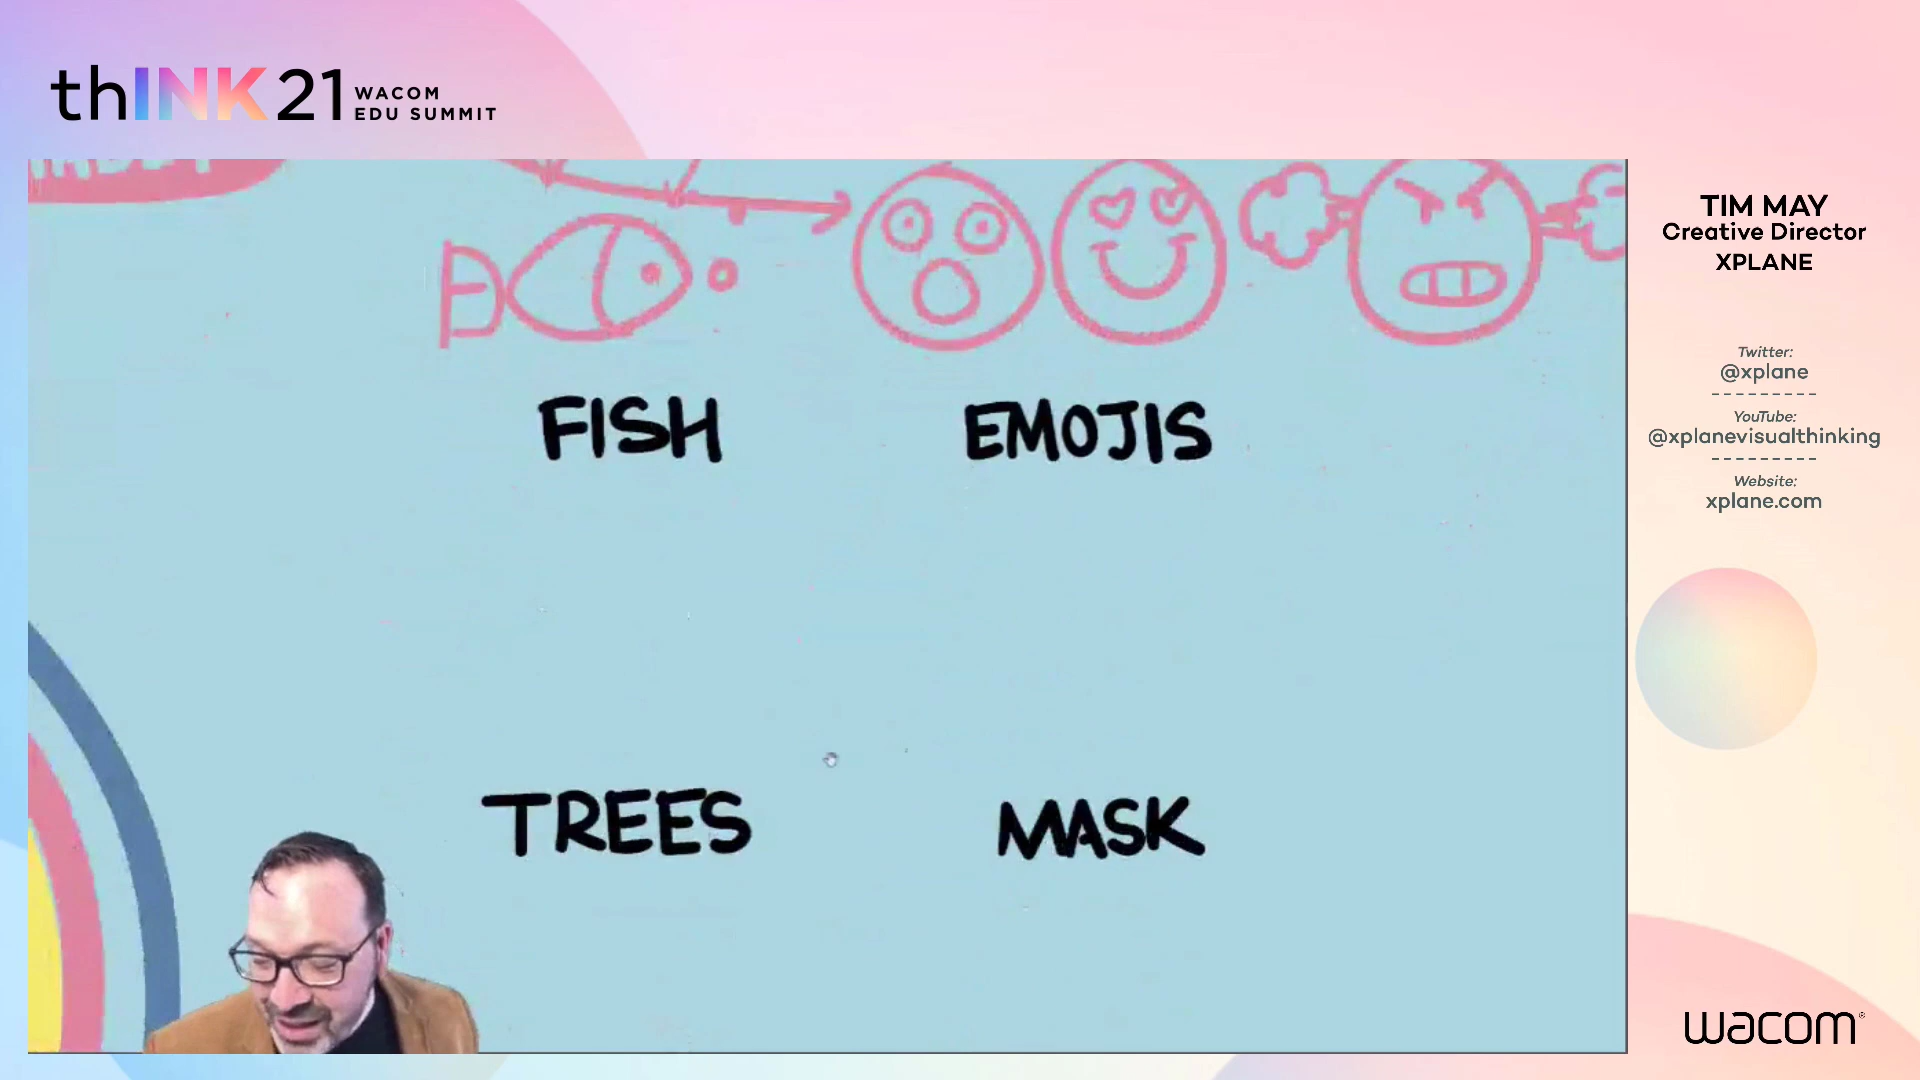 thINK21 WACOM
EDU SUMMIT
TIM MAY
Creative Director
XPLANE
Twitter:
@xplane
YouTube:
@xplanevisualthinking
Website:
xplane.com
FISH EMOJIS
TREES MASK
wacom®